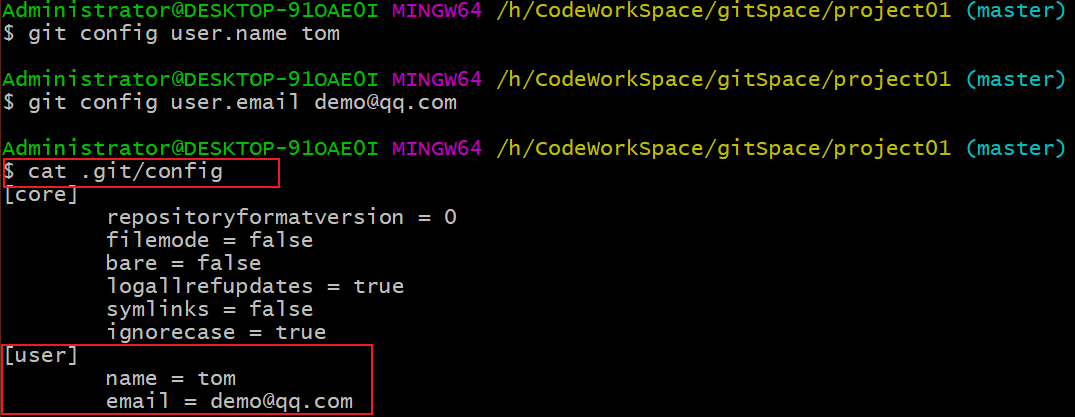 Administrator@DESKTOP-91OAE0I MINGW64 /h/CodeWorkSpace/gitSpace/project01 (master)
$ git config user.name tom
Administrator@DESKTOP-91OAE0I MINGW64 /h/CodeWorkSpace/gitSpace/project01 (master)
$ git config user.email demo@qq.com
Administrator@DESKTOP-91OAE0I MINGW64 /h/CodeWorkSpace/gitSpace/project01 (master)
$ cat .git/config
[core]
        repositoryformatversion = 0
        filemode = false
        bare = false
        logallrefupdates = true
        symlinks = false
        ignorecase = true
[user]
        name = tom
        email = demo@qq.com